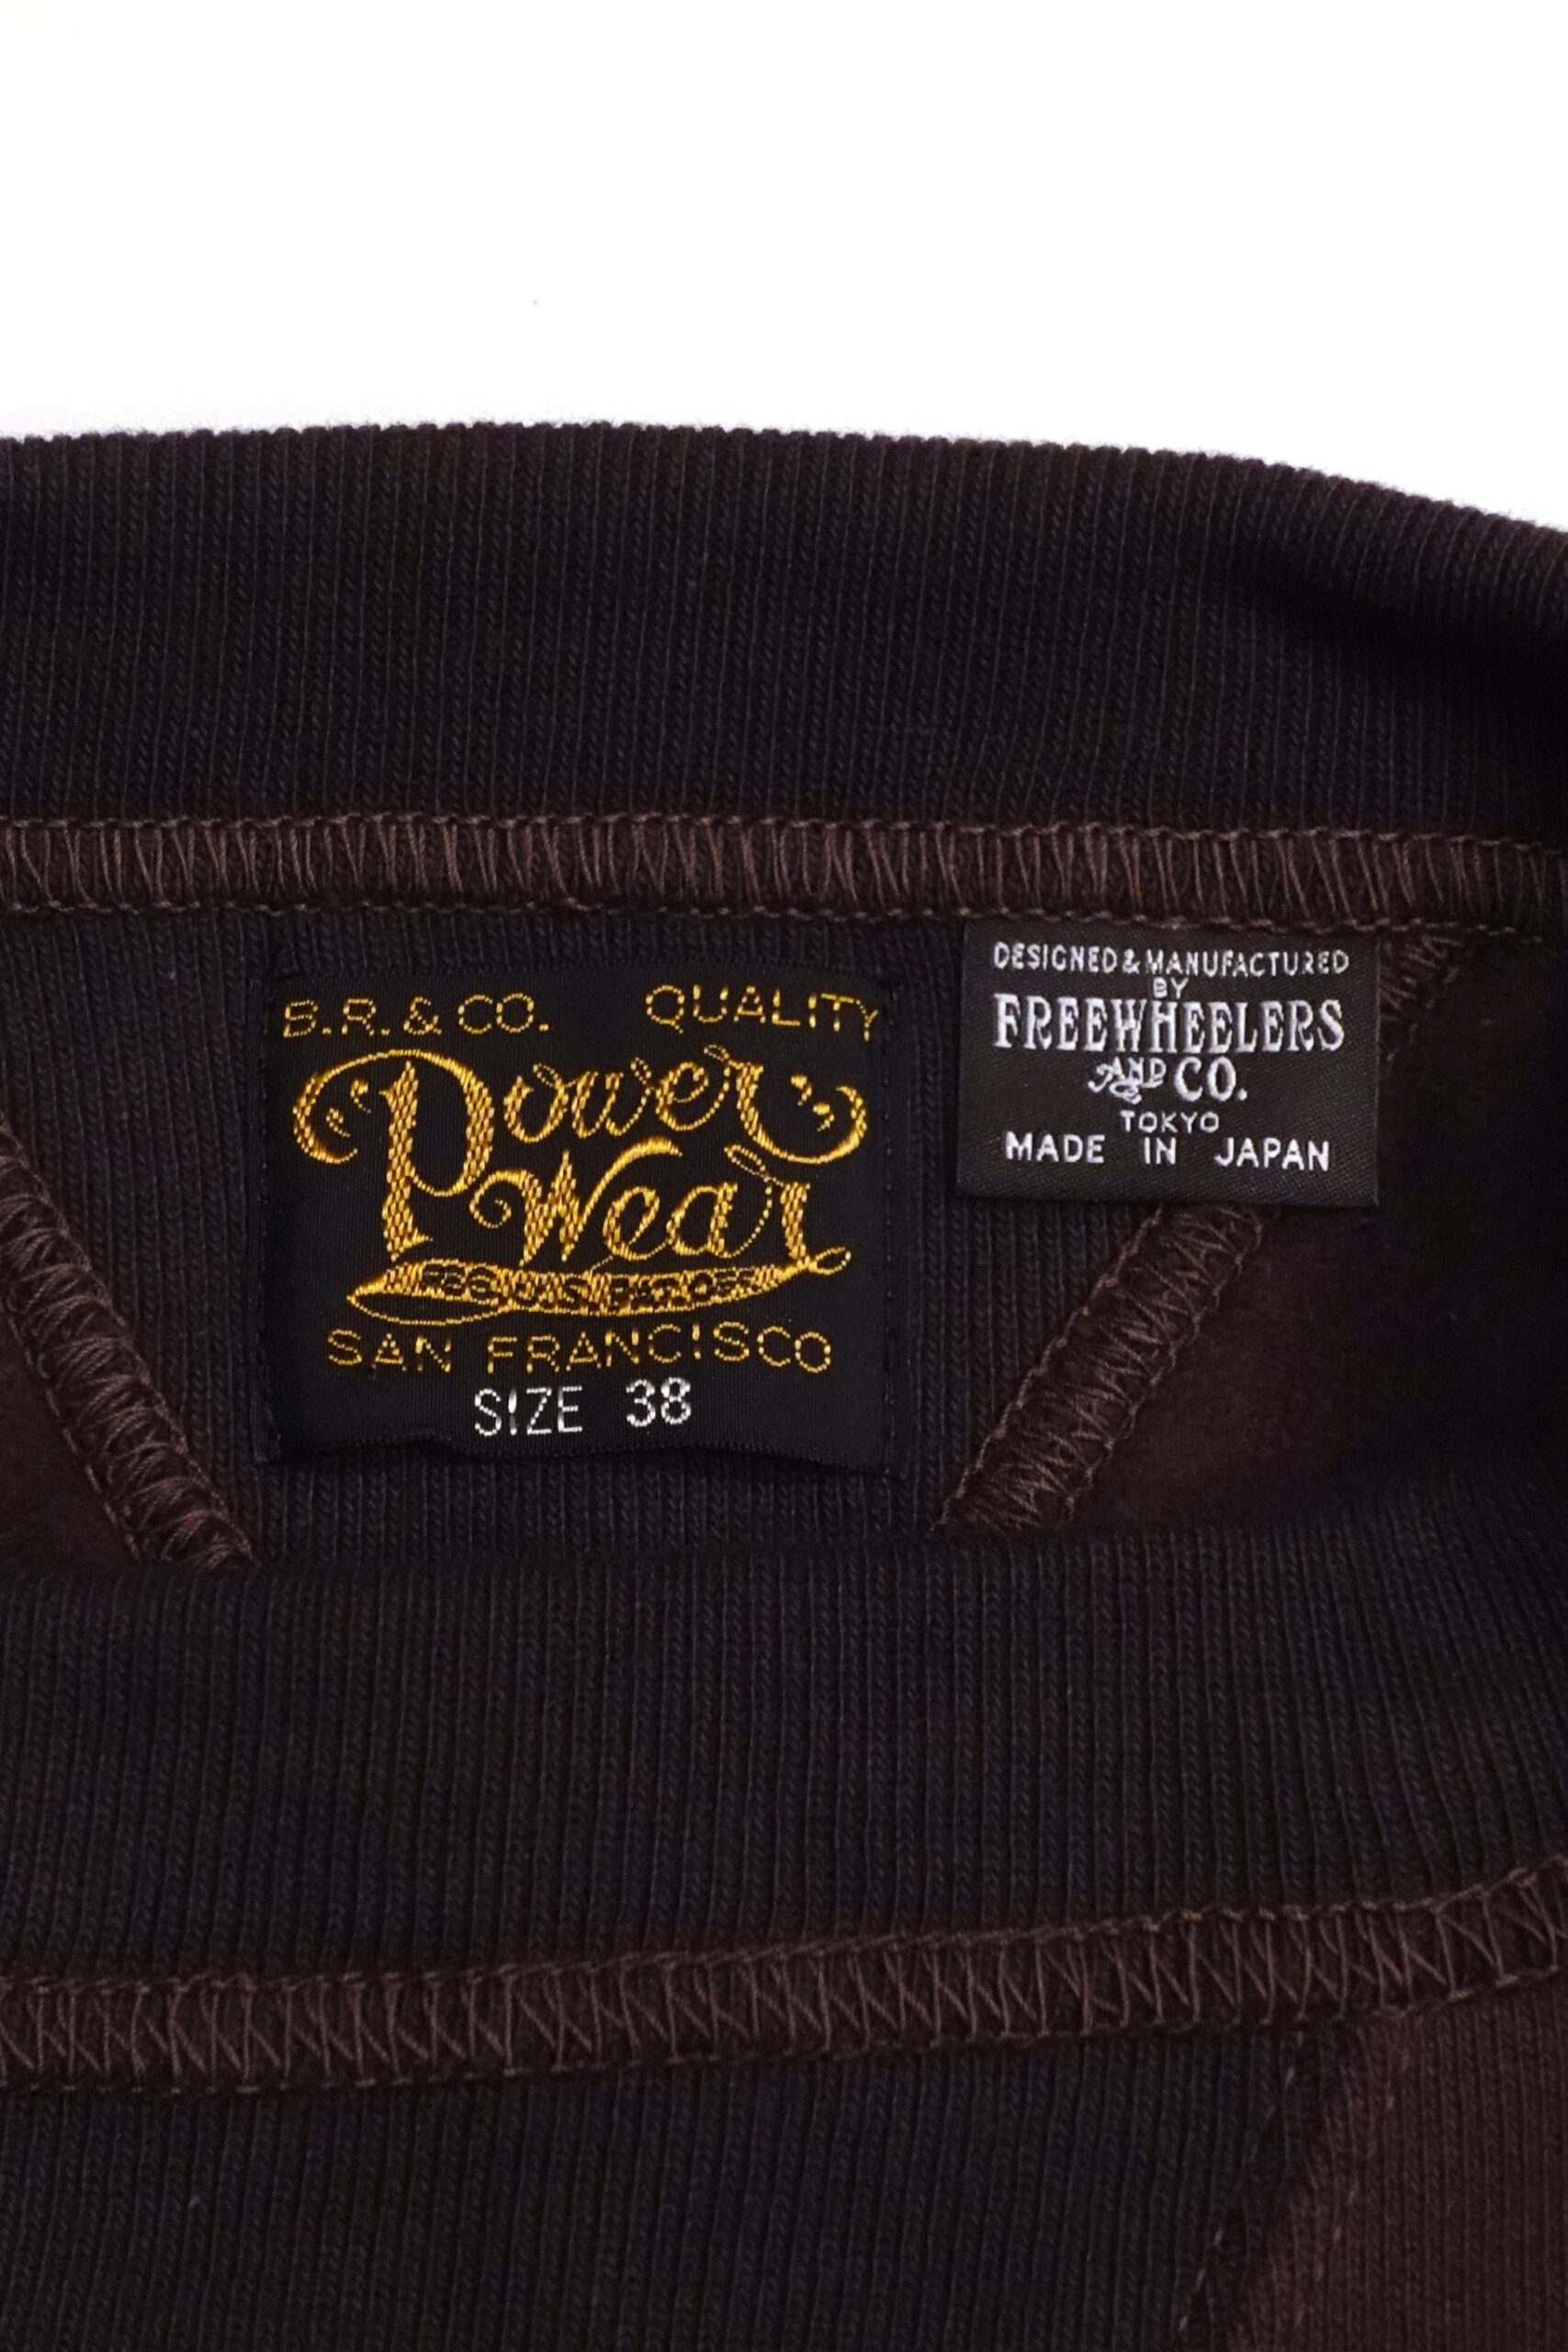 B.R. & CO. QUALITY
Power
Wear
SAN FRANCISCO
SIZE 38
DESIGNED & MANUFACTURED
BY
FREEWHEELERS
AND CO.
TOKYO
MADE IN JAPAN